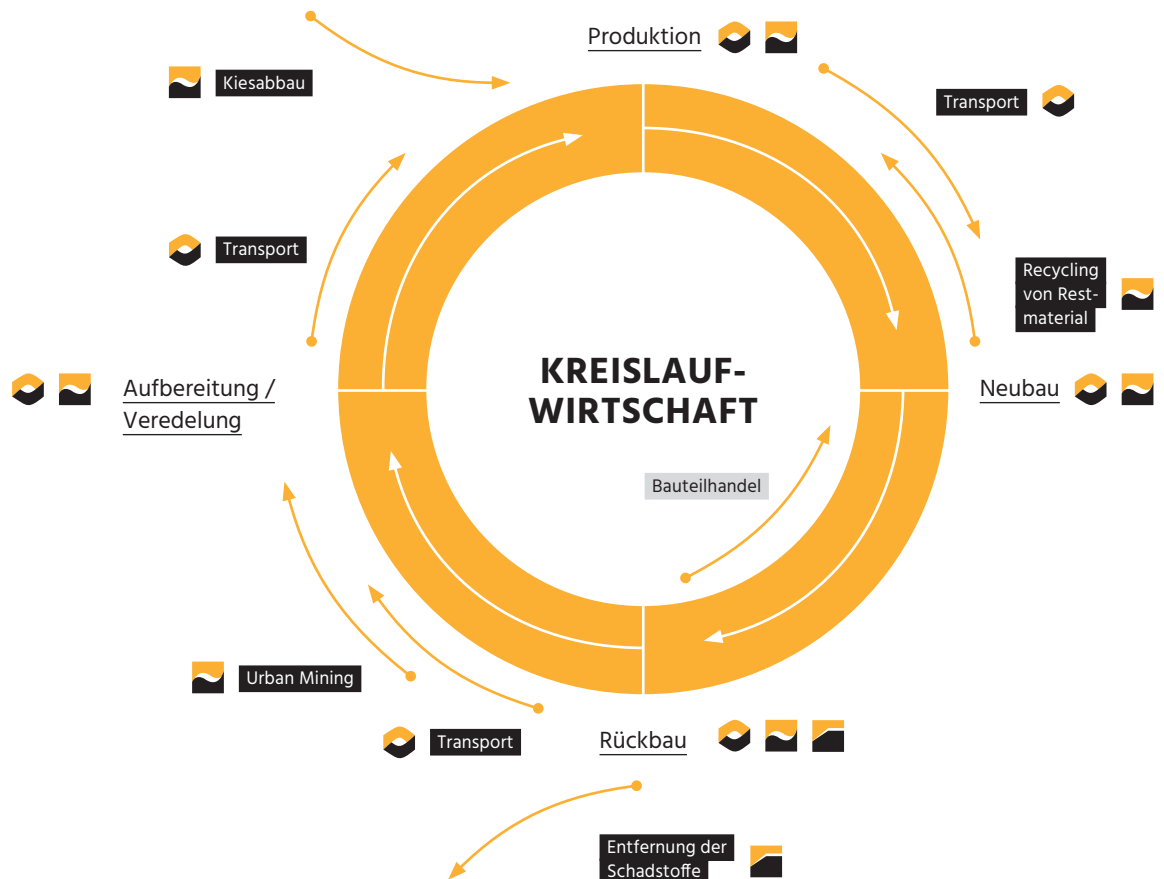 Produktion
Kiesabbau
Transport
Transport
Recycling
von Rest-
material
KREISLAUF-
WIRTSCHAFT
Aufbereitung /
Veredelung
Neubau
Bauteilhandel
Urban Mining
Transport
Rückbau
Entfernung der
Schadstoffe